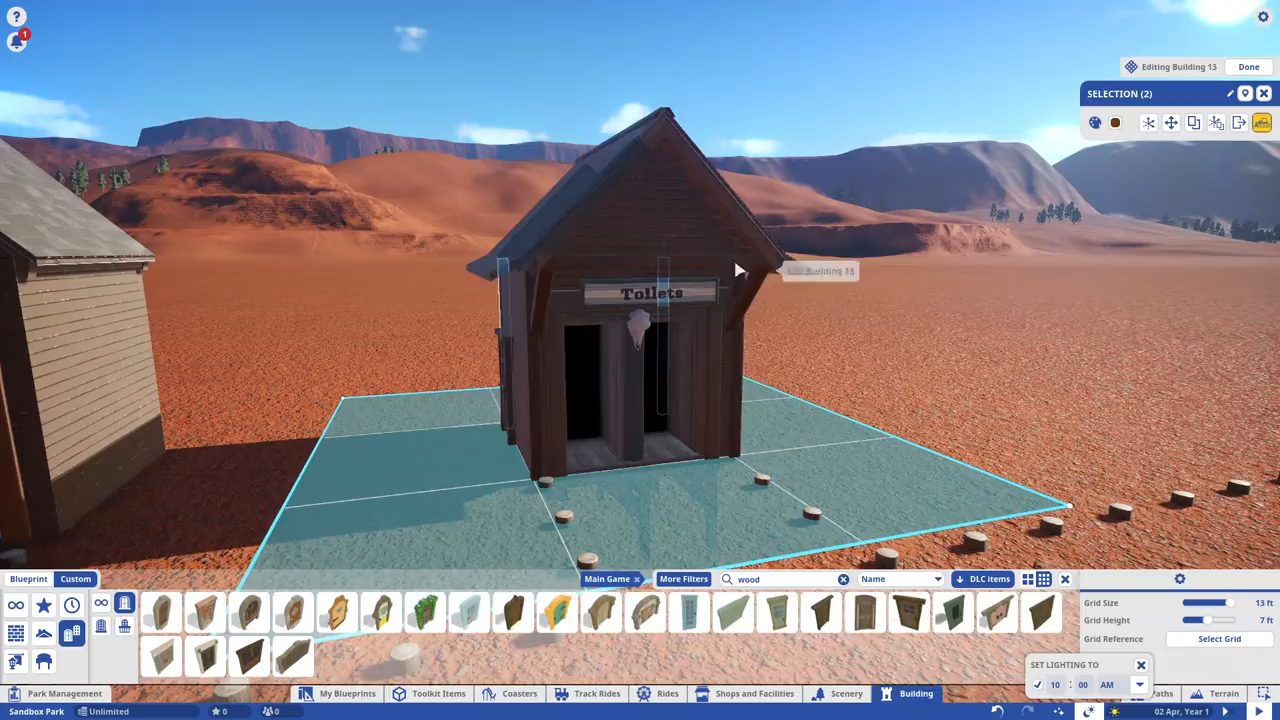 ?
1
Editing Building 13
Done
SELECTION (2)
Building 18
Toilets
Blueprint
Custom
Main Game
More Filters
wood
Name
DLC items
Grid Size
13 ft
Grid Height
7 ft
Grid Reference
Select Grid
SET LIGHTING TO
10 : 00 AM
Park Management
My Blueprints
Toolkit Items
Coasters
Track Rides
Rides
Shops and Facilities
Scenery
Building
Paths
Terrain
Sandbox Park
Unlimited
0
0
02 Apr, Year 1